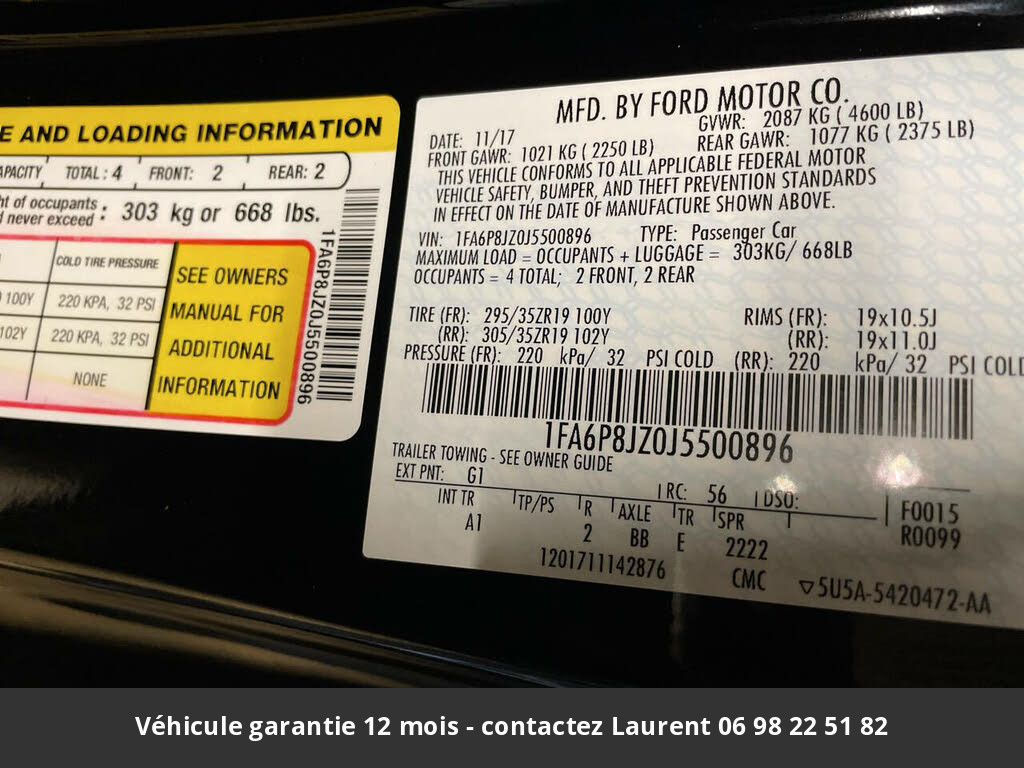 E AND LOADING INFORMATION
APACITY TOTAL : 4 FRONT: 2 REAR: 2
ht of occupants
d never exceed : 303 kg or 668 lbs.
COLD TIRE PRESSURE
100Y 220 KPA, 32 PSI
102Y 220 KPA, 32 PSI
NONE
SEE OWNERS
MANUAL FOR
ADDITIONAL
INFORMATION
1FA6P8JZ0J5500896
MFD. BY FORD MOTOR CO.
DATE: 11/17 GVWR: 2087 KG ( 4600 LB)
FRONT GAWR: 1021 KG ( 2250 LB) REAR GAWR: 1077 KG ( 2375 LB)
THIS VEHICLE CONFORMS TO ALL APPLICABLE FEDERAL MOTOR
VEHICLE SAFETY, BUMPER, AND THEFT PREVENTION STANDARDS
IN EFFECT ON THE DATE OF MANUFACTURE SHOWN ABOVE.
VIN: 1FA6P8JZ0J5500896 TYPE: Passenger Car
MAXIMUM LOAD = OCCUPANTS + LUGGAGE = 303KG/ 668LB
OCCUPANTS = 4 TOTAL; 2 FRONT, 2 REAR
TIRE (FR): 295/35ZR19 100Y RIMS (FR): 19x10.5J
(RR): 305/35ZR19 102Y (RR): 19x11.0J
PRESSURE (FR): 220 kPa/ 32 PSI COLD (RR): 220 kPa/ 32 PSI COLD
1FA6P8JZ0J5500896
TRAILER TOWING - SEE OWNER GUIDE
EXT PNT: G1 RC: 56 DSO:
INT TR TP/PS R AXLE TR SPR F0015
A1 2 BB E 2222 R0099
1201711142876 CMC ▽5U5A-5420472-AA
Véhicule garantie 12 mois - contactez Laurent 06 98 22 51 82